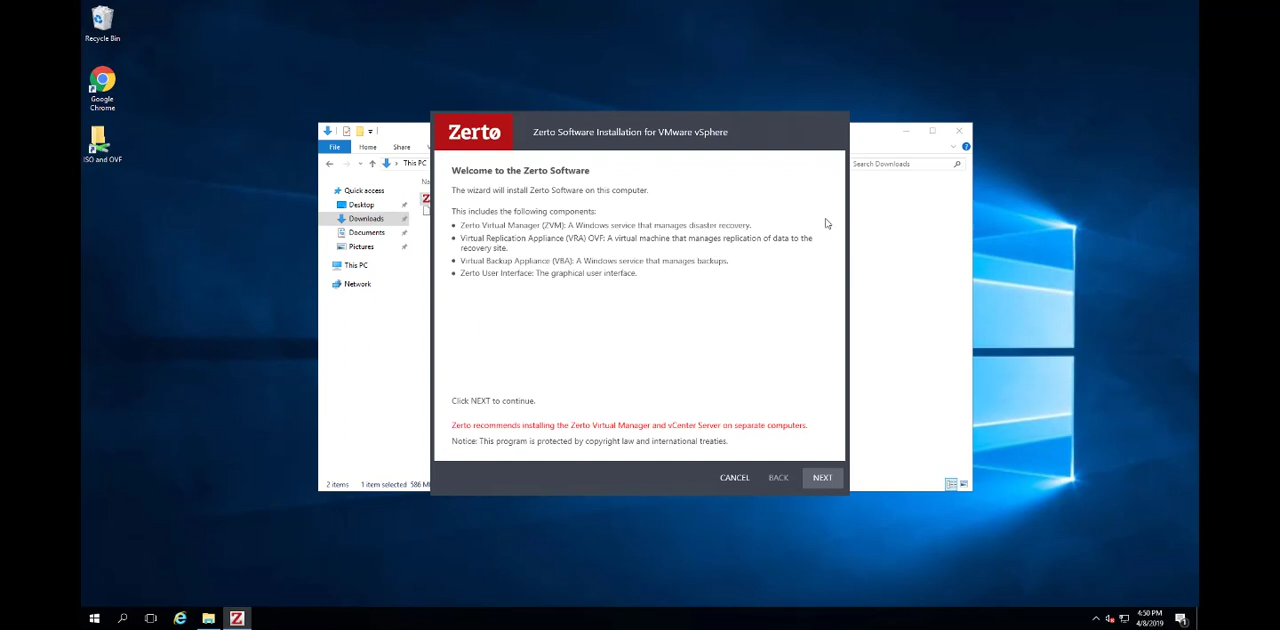 Recycle Bin
Google
Chrome
ISO and OVF
File
Home
Share
This PC
Search Downloads
Quick access
Desktop
Downloads
Documents
Pictures
This PC
Network
2 items
1 item selected 586 M
Zertø
Zerto Software Installation for VMware vSphere
Welcome to the Zerto Software
The wizard will install Zerto Software on this computer.
This includes the following components:
• Zerto Virtual Manager (ZVM): A Windows service that manages disaster recovery.
• Virtual Replication Appliance (VRA) OVF: A virtual machine that manages replication of data to the
recovery site.
• Virtual Backup Appliance (VBA): A Windows service that manages backups.
• Zerto User Interface: The graphical user interface.
Click NEXT to continue.
Zerto recommends installing the Zerto Virtual Manager and vCenter Server on separate computers.
Notice: This program is protected by copyright law and international treaties.
CANCEL
BACK
NEXT
Z
4:50 PM
4/8/2019